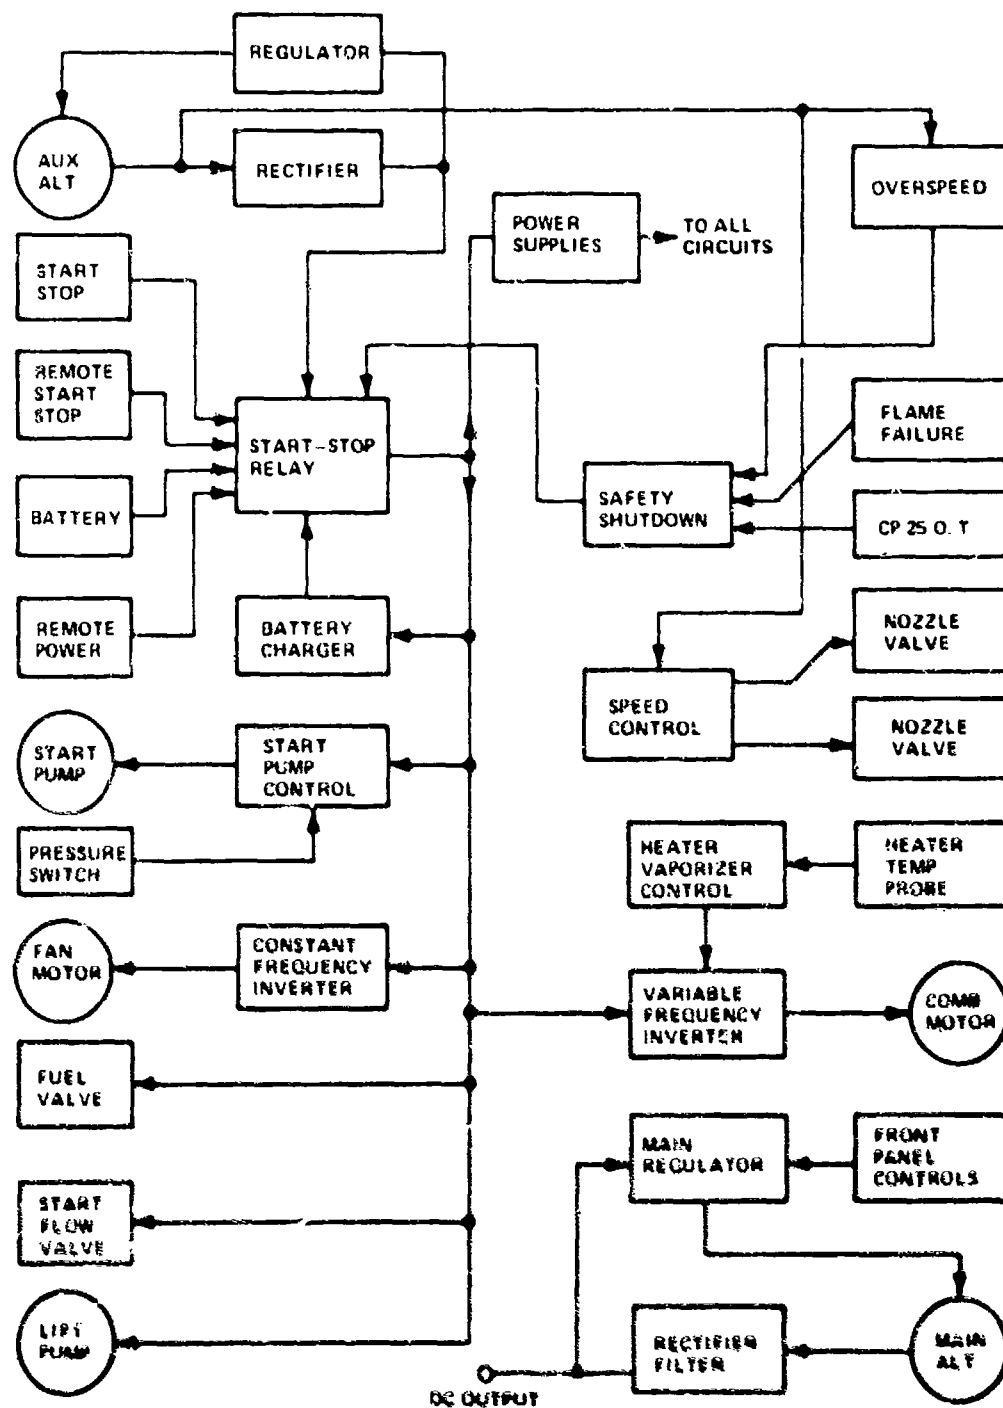 REGULATOR
AUX
ALT
RECTIFIER
OVERSPEED
POWER
SUPPLIES
TO ALL
CIRCUITS
START
STOP
REMOTE
START
STOP
START-STOP
RELAY
FLAME
FAILURE
SAFETY
SHUTDOWN
BATTERY
CP 25 O. T
REMOTE
POWER
BATTERY
CHARGER
NOZZLE
VALVE
SPEED
CONTROL
NOZZLE
VALVE
START
PUMP
START
PUMP
CONTROL
PRESSURE
SWITCH
HEATER
VAPORIZER
CONTROL
HEATER
TEMP
PROBE
FAN
MOTOR
CONSTANT
FREQUENCY
INVERTER
VARIABLE
FREQUENCY
INVERTER
COMB
MOTOR
FUEL
VALVE
MAIN
REGULATOR
FRONT
PANEL
CONTROLS
START
FLOW
VALVE
LIFT
PUMP
RECTIFIER
FILTER
MAIN
ALT
DC OUTPUT